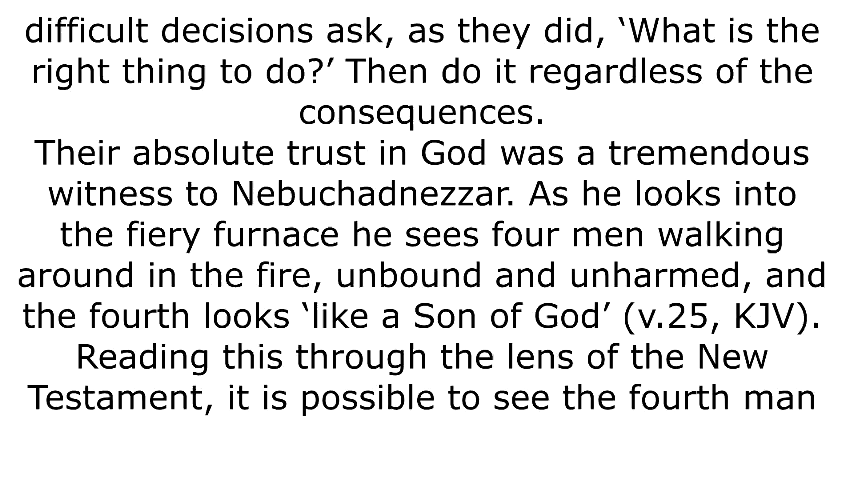 difficult decisions ask, as they did, ‘What is the
right thing to do?’ Then do it regardless of the
consequences.
Their absolute trust in God was a tremendous
witness to Nebuchadnezzar. As he looks into
the fiery furnace he sees four men walking
around in the fire, unbound and unharmed, and
the fourth looks ‘like a Son of God’ (v.25, KJV).
Reading this through the lens of the New
Testament, it is possible to see the fourth man